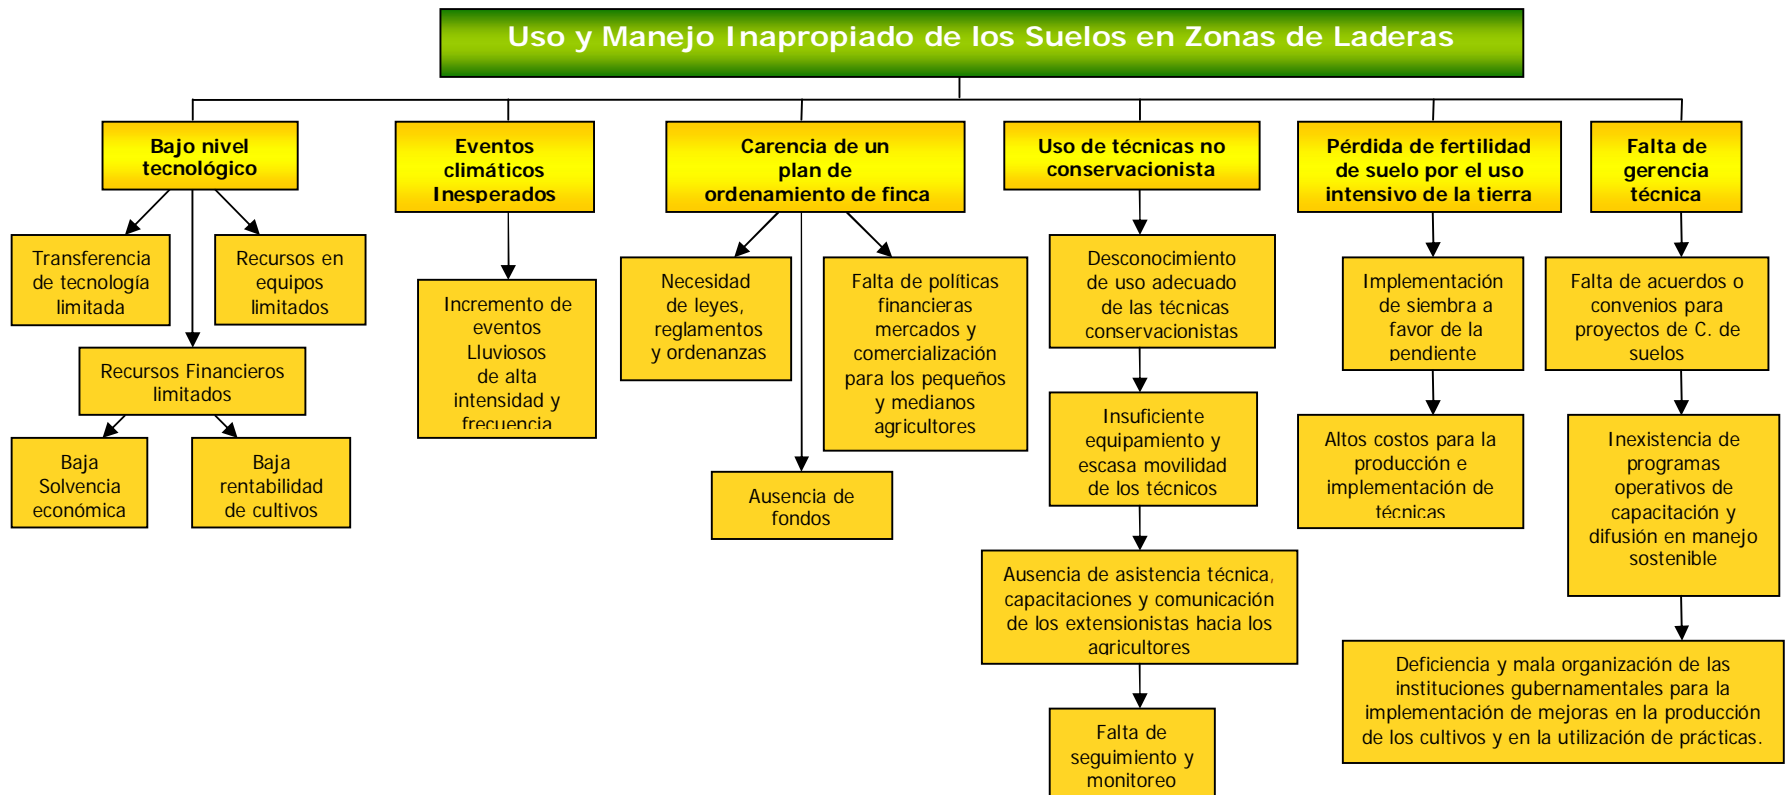 Uso y Manejo Inapropiado de los Suelos en Zonas de Laderas
Bajo nivel
tecnológico
Eventos
climáticos
Inesperados
Carencia de un
plan de
ordenamiento de finca
Uso de técnicas no
conservacionista
Pérdida de fertilidad
de suelo por el uso
intensivo de la tierra
Falta de
gerencia
técnica
Transferencia
de tecnología
limitada
Recursos en
equipos
limitados
Recursos Financieros
limitados
Baja
Solvencia
económica
Baja
rentabilidad
de cultivos
Incremento de
eventos
Lluviosos
de alta
intensidad y
frecuencia
Necesidad
de leyes,
reglamentos
y ordenanzas
Falta de políticas
financieras
mercados y
comercialización
para los pequeños
y medianos
agricultores
Ausencia de
fondos
Desconocimiento
de uso adecuado
de las técnicas
conservacionistas
Insuficiente
equipamiento y
escasa movilidad
de los técnicos
Ausencia de asistencia técnica,
capacitaciones y comunicación
de los extensionistas hacia los
agricultores
Falta de
seguimiento y
monitoreo
Implementación
de siembra a
favor de la
pendiente
Altos costos para la
producción e
implementación de
técnicas
Falta de acuerdos o
convenios para
proyectos de C. de
suelos
Inexistencia de
programas
operativos de
capacitación y
difusión en manejo
sostenible
Deficiencia y mala organización de las
instituciones gubernamentales para la
implementación de mejoras en la producción
de los cultivos y en la utilización de prácticas.